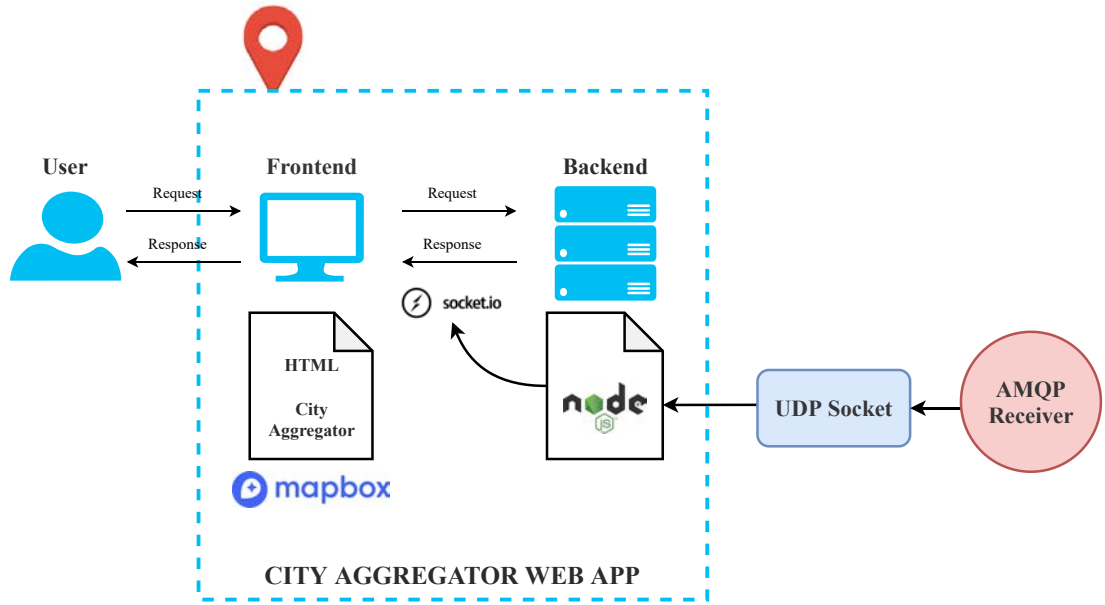 User
Frontend
Backend
Request
Response
Request
Response
socket.io
HTML
City
Aggregator
node
JS
UDP Socket
AMQP
Receiver
mapbox
CITY AGGREGATOR WEB APP